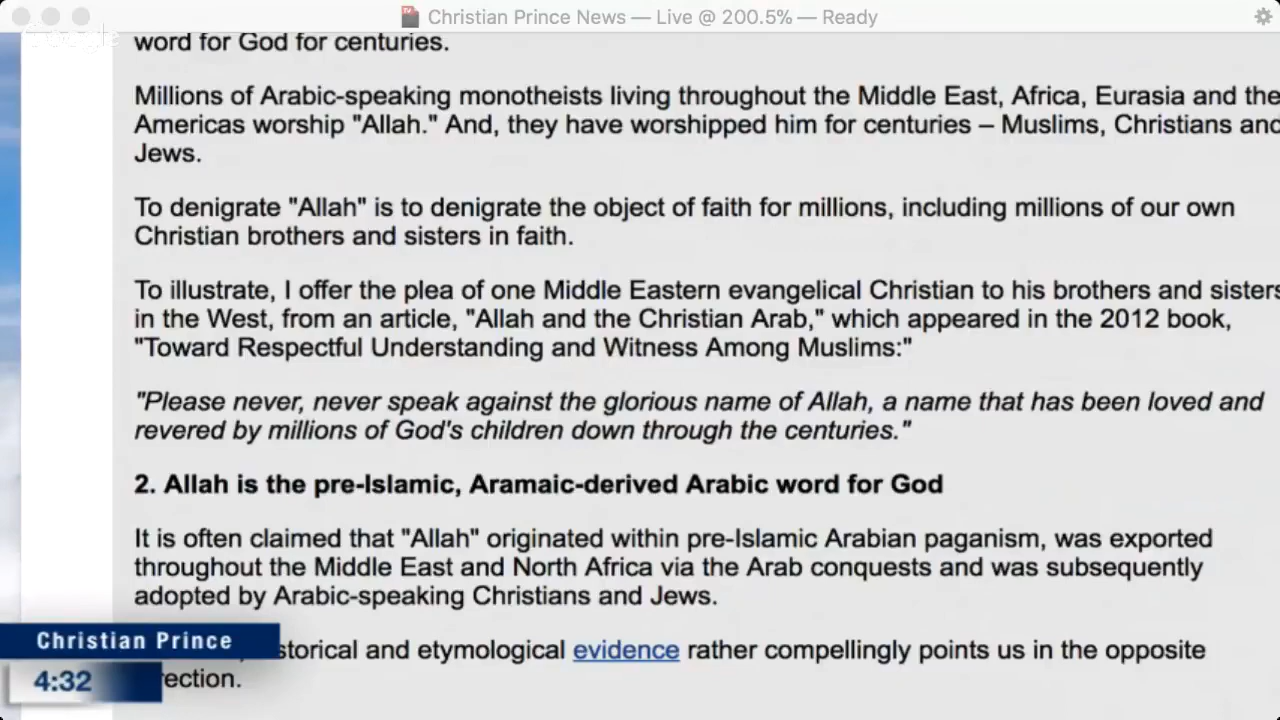 Christian Prince News — Live @ 200.5% — Ready
Google
word for God for centuries.
Millions of Arabic-speaking monotheists living throughout the Middle East, Africa, Eurasia and the
Americas worship "Allah." And, they have worshipped him for centuries – Muslims, Christians and
Jews.
To denigrate "Allah" is to denigrate the object of faith for millions, including millions of our own
Christian brothers and sisters in faith.
To illustrate, I offer the plea of one Middle Eastern evangelical Christian to his brothers and sisters
in the West, from an article, "Allah and the Christian Arab," which appeared in the 2012 book,
"Toward Respectful Understanding and Witness Among Muslims:"
"Please never, never speak against the glorious name of Allah, a name that has been loved and
revered by millions of God's children down through the centuries."
2. Allah is the pre-Islamic, Aramaic-derived Arabic word for God
It is often claimed that "Allah" originated within pre-Islamic Arabian paganism, was exported
throughout the Middle East and North Africa via the Arab conquests and was subsequently
adopted by Arabic-speaking Christians and Jews.
storical and etymological evidence rather compellingly points us in the opposite
rection.
Christian Prince
4:32